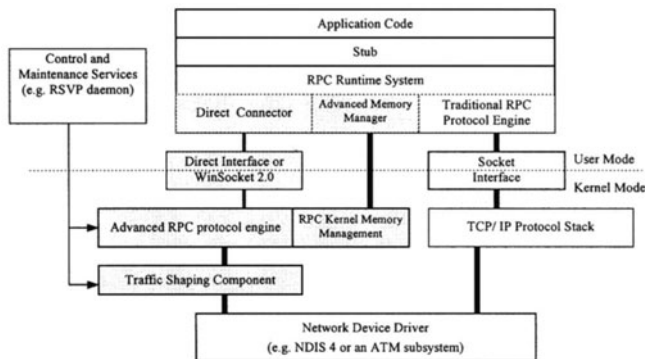 Application Code
Stub
RPC Runtime System
Control and
Maintenance Services
(e.g. RSVP daemon)
Direct Connector
Advanced Memory
Manager
Traditional RPC
Protocol Engine
Direct Interface or
WinSocket 2.0
Socket
Interface
User Mode
Kernel Mode
Advanced RPC protocol engine
RPC Kernel Memory
Management
TCP/ IP Protocol Stack
Traffic Shaping Component
Network Device Driver
(e.g. NDIS 4 or an ATM subsystem)